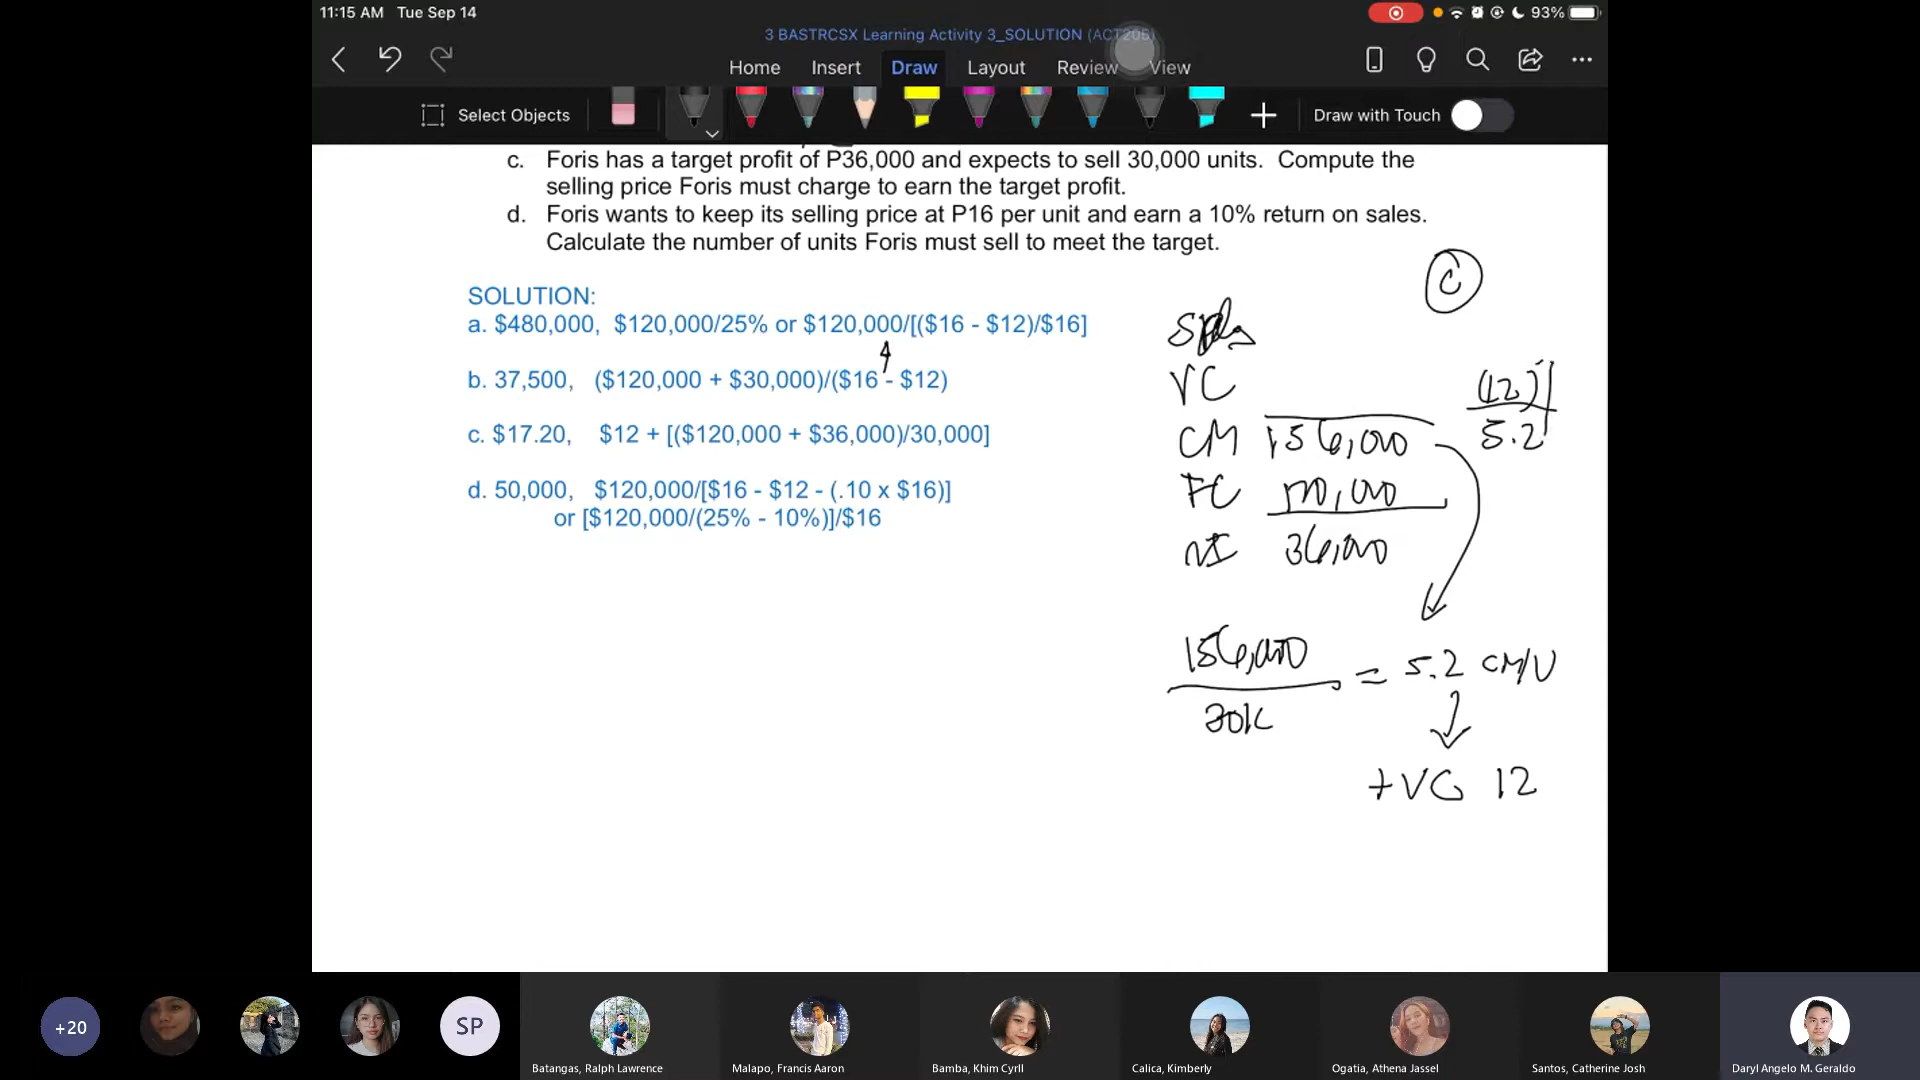 11:15 AM Tue Sep 14
93%
3 BASTRCSX Learning Activity 3_SOLUTION (ACT205)
Home Insert Draw Layout Review View
Select Objects
Draw with Touch
c. Foris has a target profit of P36,000 and expects to sell 30,000 units. Compute the
selling price Foris must charge to earn the target profit.
d. Foris wants to keep its selling price at P16 per unit and earn a 10% return on sales.
Calculate the number of units Foris must sell to meet the target.
SOLUTION:
a. $480,000, $120,000/25% or $120,000/[($16 - $12)/$16]
4
b. 37,500, ($120,000 + $30,000)/($16 - $12)
c. $17.20, $12 + [($120,000 + $36,000)/30,000]
d. 50,000, $120,000/[$16 - $12 - (.10 x $16)]
or [$120,000/(25% - 10%)]/$16
C
VC (12)
CM 156,000 5.2
FC 120,000
NI 36,000
156,000
= 5.2 CM/U
30K
+VC 12
+20
SP
Batangas, Ralph Lawrence
Malapo, Francis Aaron
Bamba, Khim Cyrll
Calica, Kimberly
Ogatia, Athena Jassel
Santos, Catherine Josh
Daryl Angelo M. Geraldo